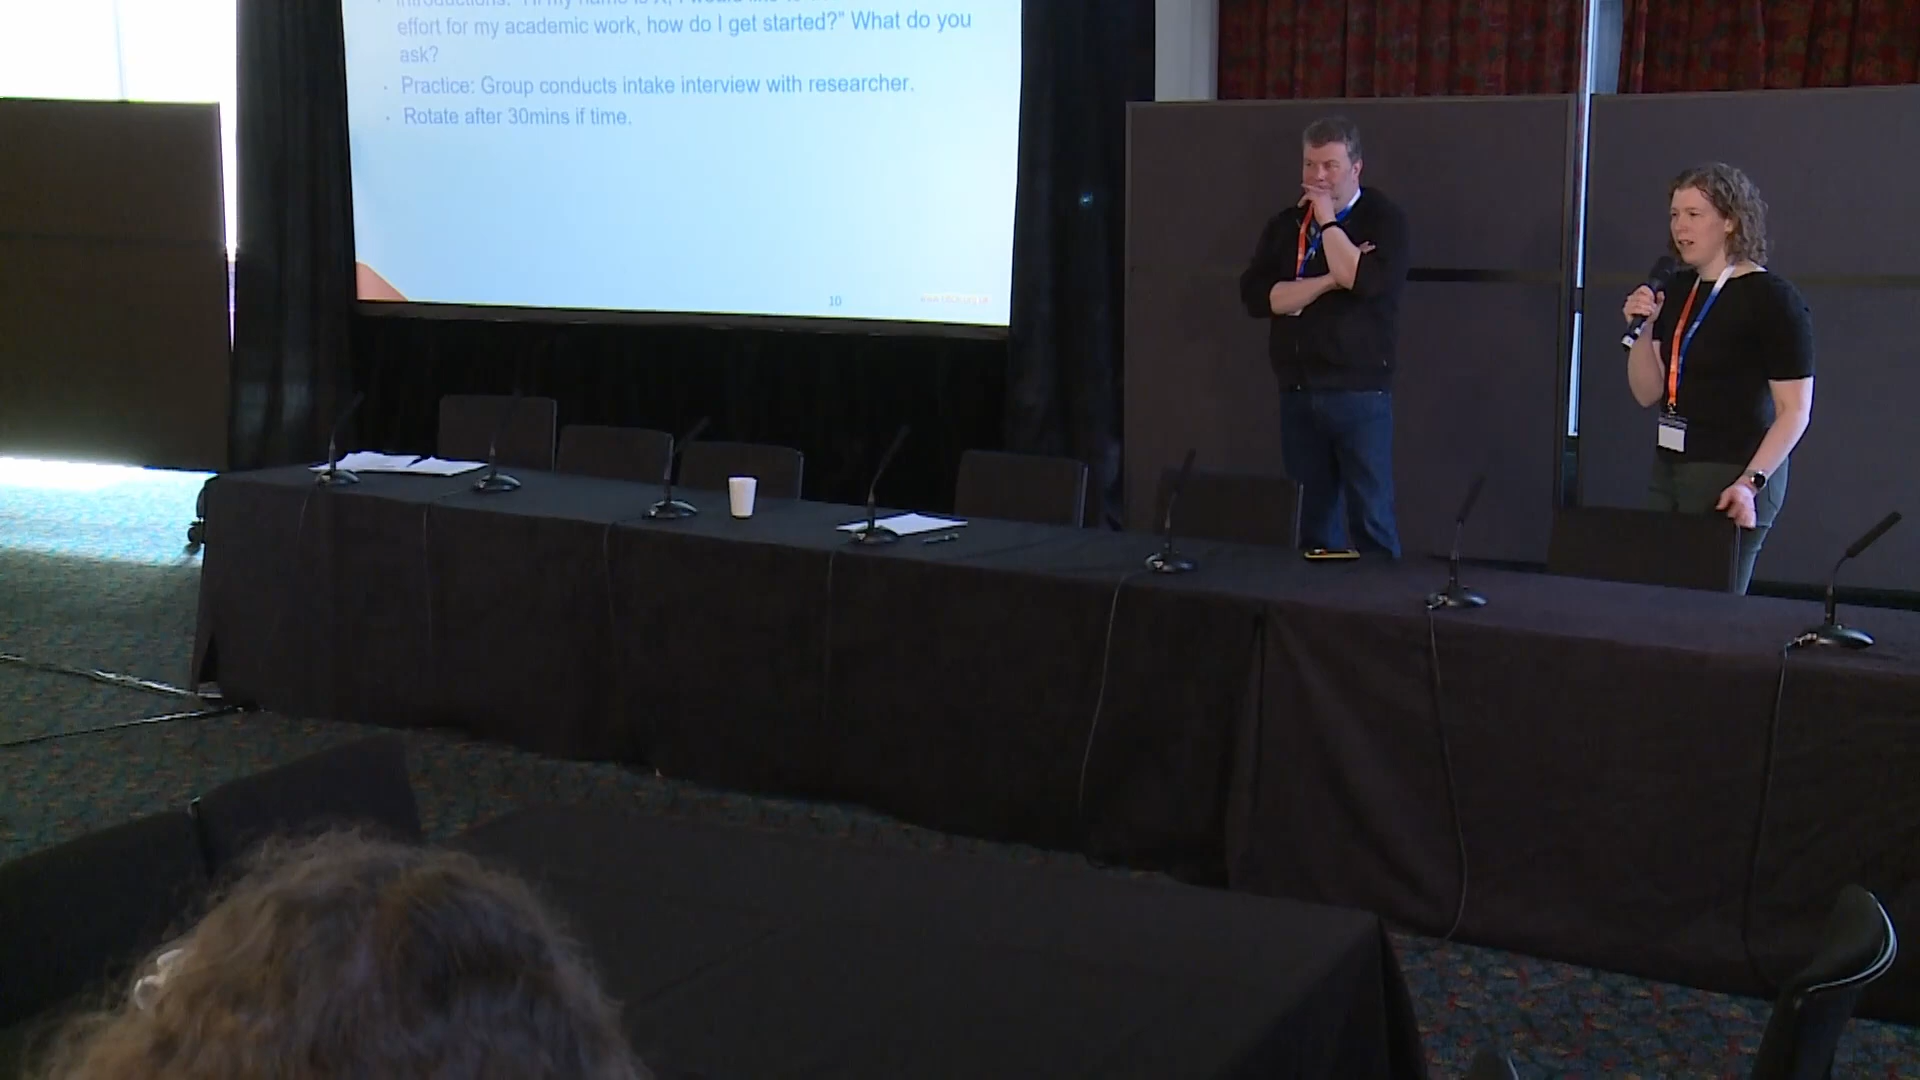 effort for my academic work, how do I get started?" What do you
ask?
· Practice: Group conducts intake interview with researcher.
· Rotate after 30mins if time.
10